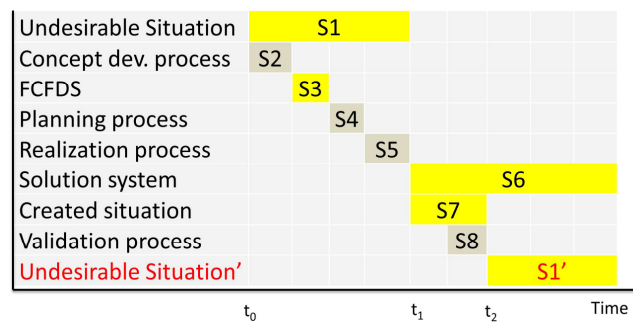 Undesirable Situation S1
Concept dev. process S2
FCFDS S3
Planning process S4
Realization process S5
Solution system S6
Created situation S7
Validation process S8
Undesirable Situation’ S1’
t0 t1 t2 Time